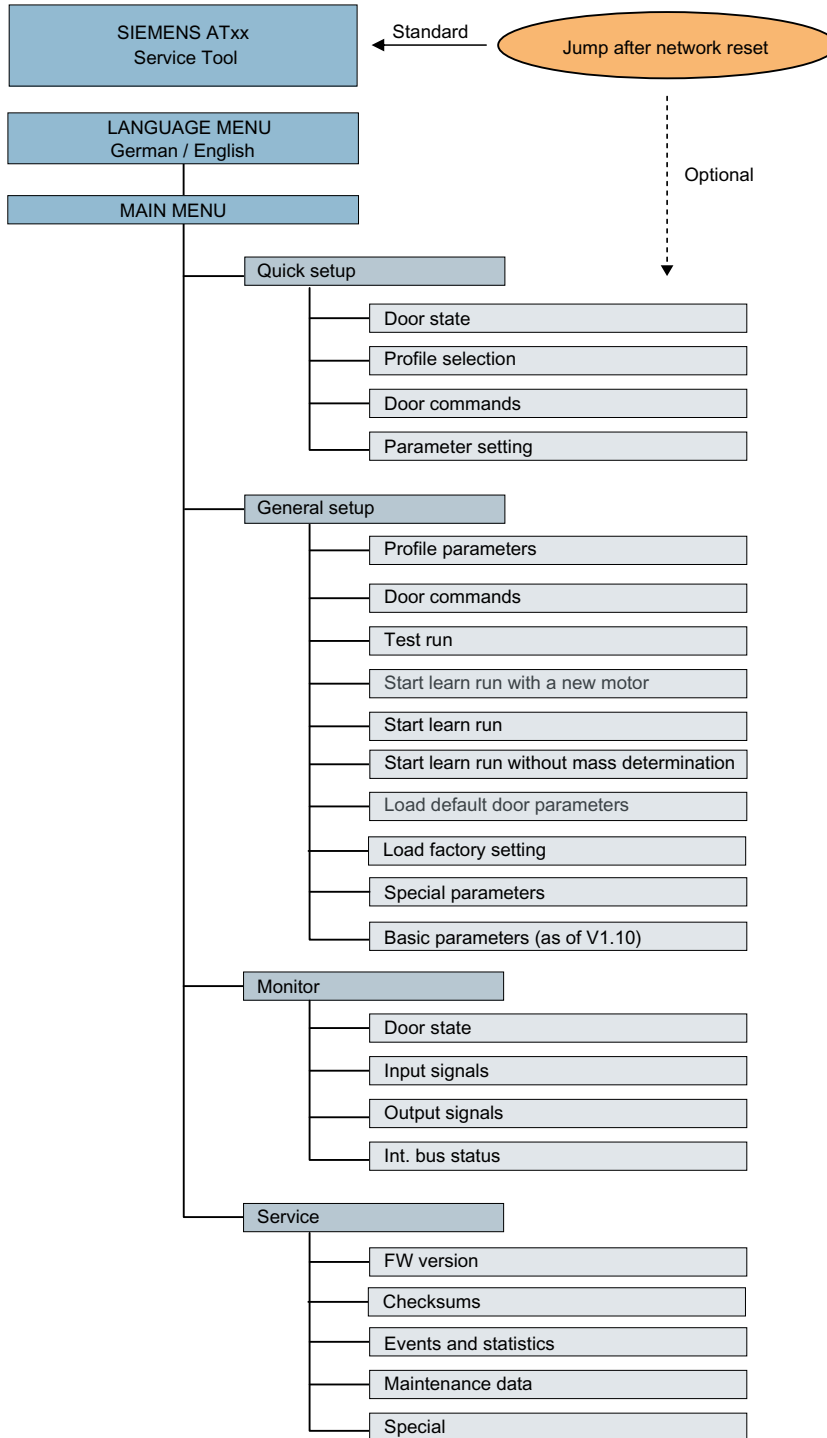 SIEMENS ATxx
Service Tool
Standard
Jump after network reset
LANGUAGE MENU
German / English
Optional
MAIN MENU
Quick setup
Door state
Profile selection
Door commands
Parameter setting
General setup
Profile parameters
Door commands
Test run
Start learn run with a new motor
Start learn run
Start learn run without mass determination
Load default door parameters
Load factory setting
Special parameters
Basic parameters (as of V1.10)
Monitor
Door state
Input signals
Output signals
Int. bus status
Service
FW version
Checksums
Events and statistics
Maintenance data
Special